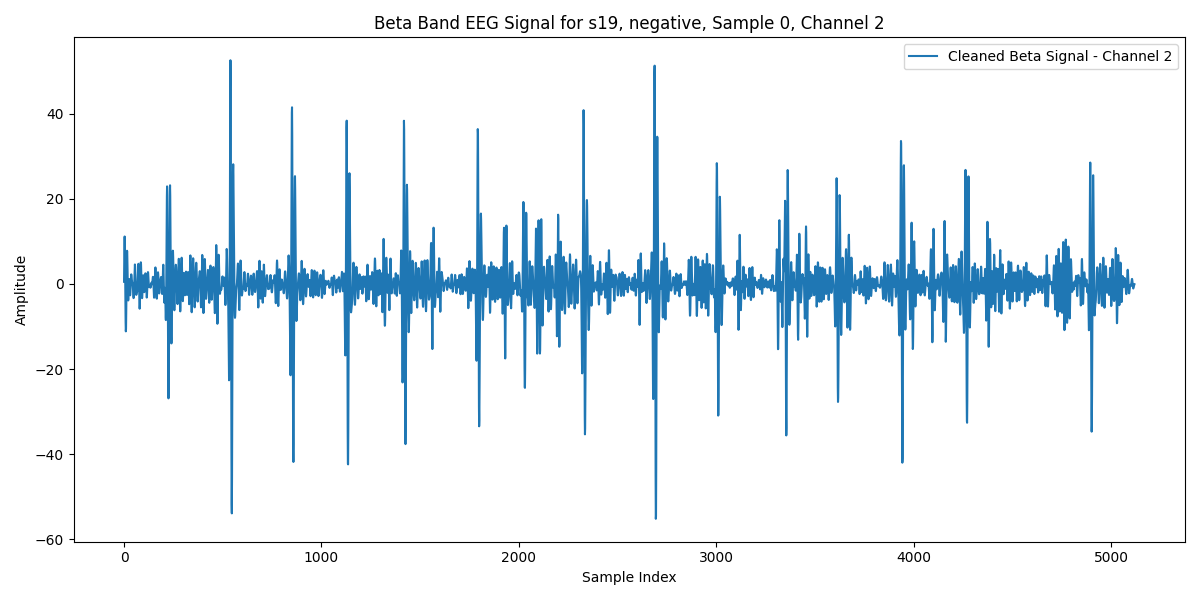 Beta Band EEG Signal for s19, negative, Sample 0, Channel 2
Cleaned Beta Signal - Channel 2
40
20
0
−20
−40
−60
Amplitude
0 1000 2000 3000 4000 5000
Sample Index